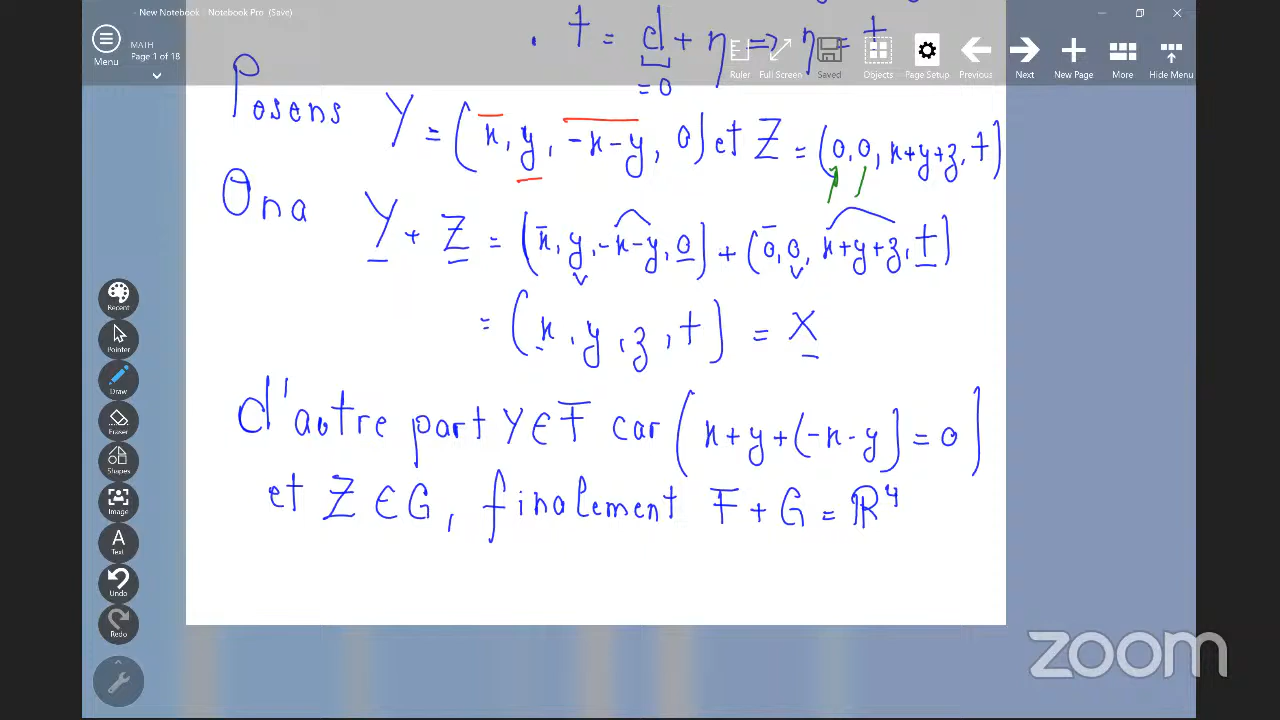 New Notebook - Notebook Pro (Save)
Menu
MATH
Page 1 of 18
Ruler
Full Screen
Saved
Objects
Page Setup
Previous
Next
New Page
More
Hide Menu
. t = d + η ⇒ η = t
= 0
Posons Y = (x, y, -x-y, 0) et Z = (0, 0, x+y+z, t)
On a Y + Z = (x, y, -x-y, 0) + (0, 0, x+y+z, t)
= (x, y, z, t) = X
d'autre part Y ∈ F car (x+y+(-x-y) = 0)
et Z ∈ G, finalement F + G = ℝ⁴
Recent
Pointer
Draw
Eraser
Shapes
Image
Text
Undo
Redo
zoom